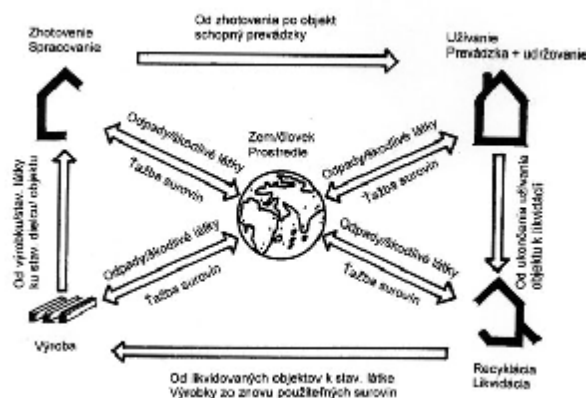 Od zhotovenia po objekt
schopný prevádzky
Zhotovenie
Spracovanie
Užívanie
Prevádzka + udržovanie
Odpady/škodlivé látky
Ťažba surovín
Zem/človek
Prostredie
Odpady/škodlivé látky
Ťažba surovín
Od výrobku/stav. látky
ku stav. dielcu/ objektu
Od ukončenia užívania
objektu k likvidácii
Odpady/škodlivé látky
Ťažba surovín
Odpady/škodlivé látky
Ťažba surovín
Výroba
Recyklácia
Likvidácia
Od likvidovaných objektov k stav. látke
Výrobky zo znovu použiteľných surovín